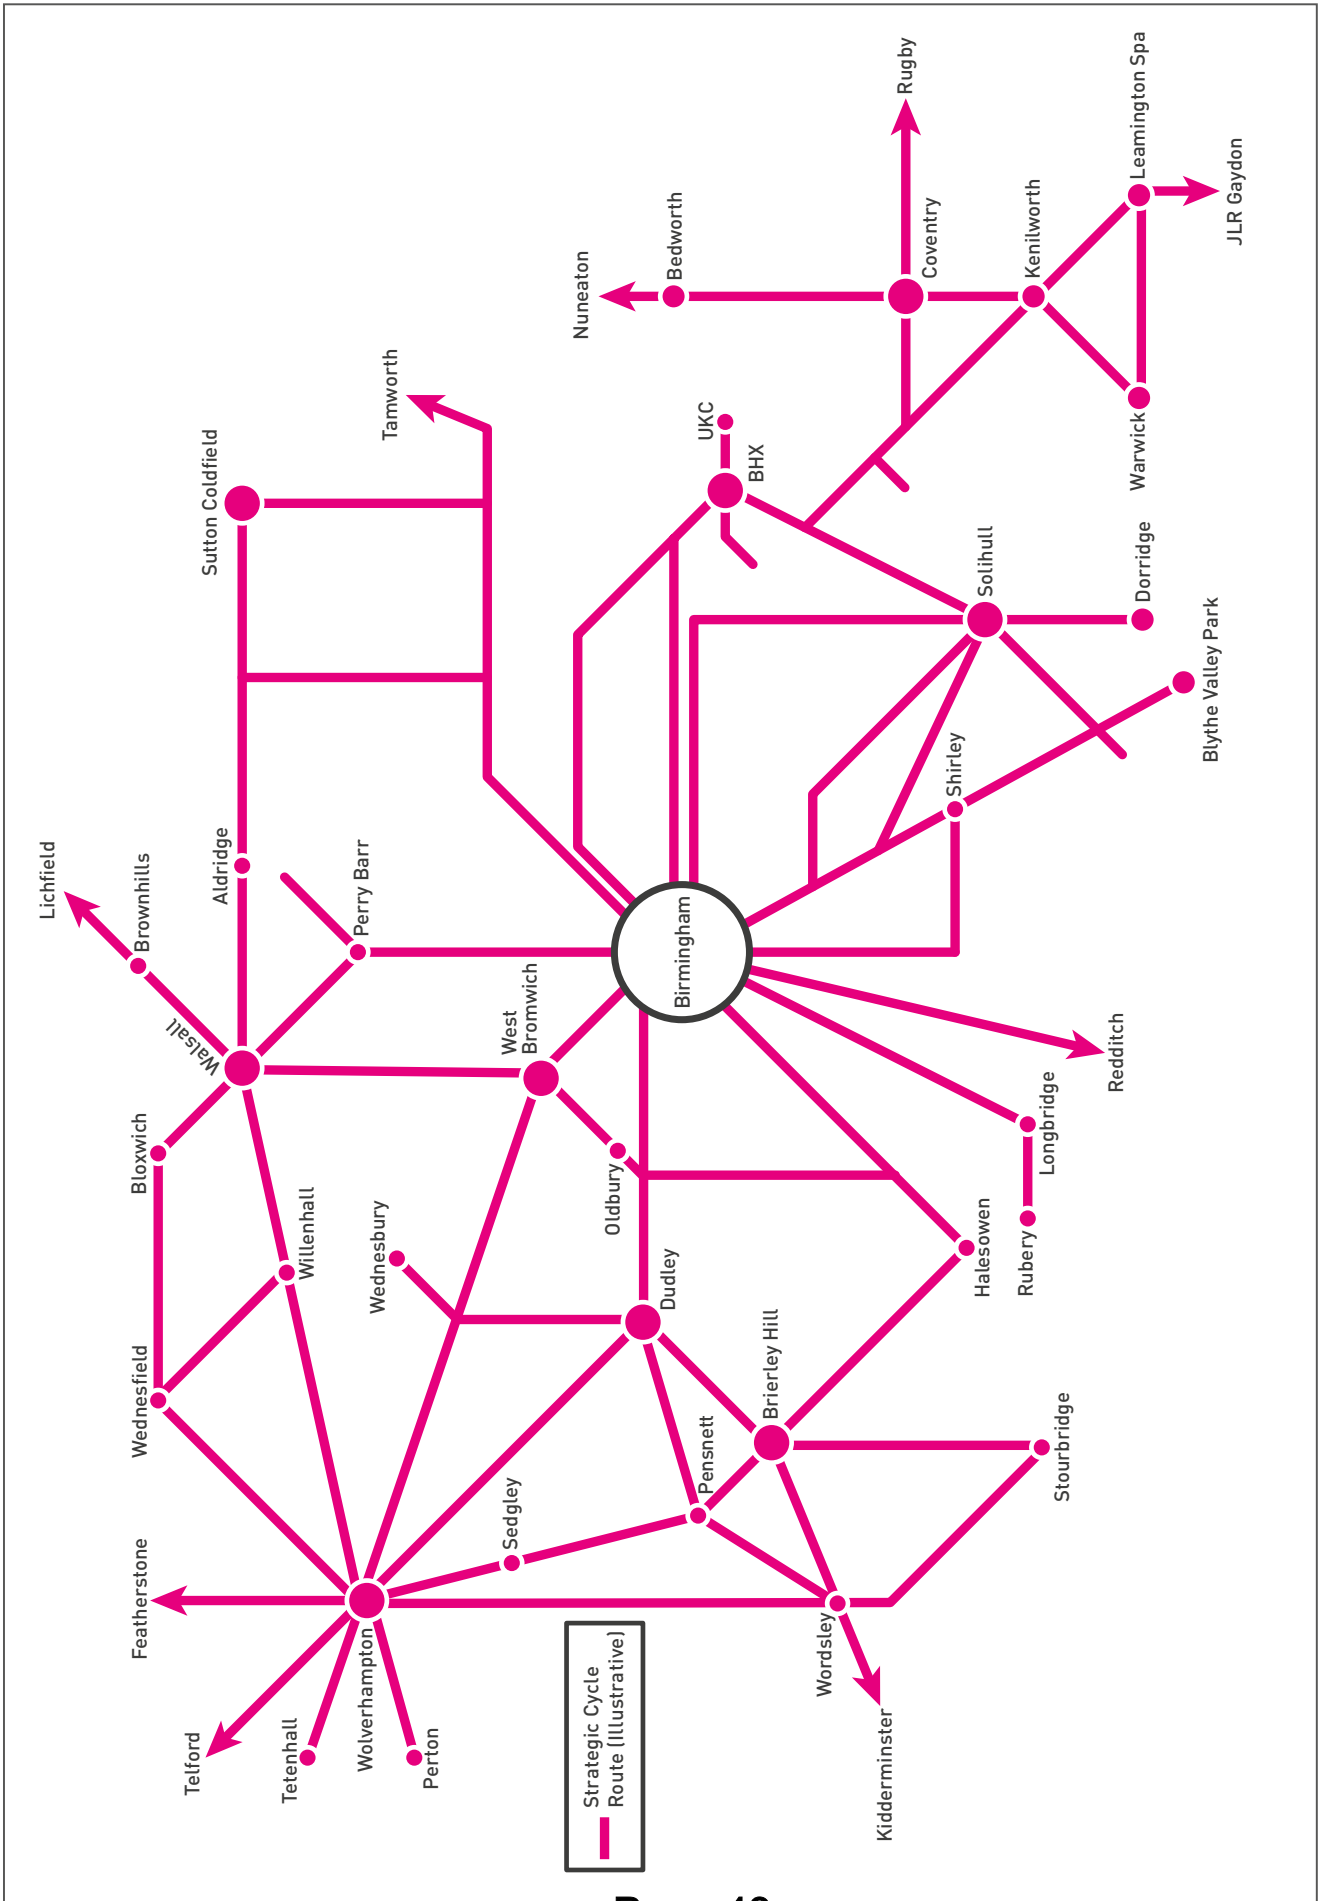 Lichfield
Brownhills
Aldridge
Sutton Coldfield
Tamworth
Nuneaton
Bedworth
Rugby
Coventry
Kenilworth
Leamington Spa
JLR Gaydon
Warwick
UKC
BHX
Solihull
Dorridge
Blythe Valley Park
Shirley
Perry Barr
Birmingham
Walsall
West
Bromwich
Bloxwich
Willenhall
Wednesbury
Oldbury
Dudley
Redditch
Longbridge
Rubery
Halesowen
Wednesfield
Brierley Hill
Pensnett
Stourbridge
Sedgley
Featherstone
Wolverhampton
Telford
Tetenhall
Perton
Wordsley
Kidderminster
Strategic Cycle
Route (Illustrative)